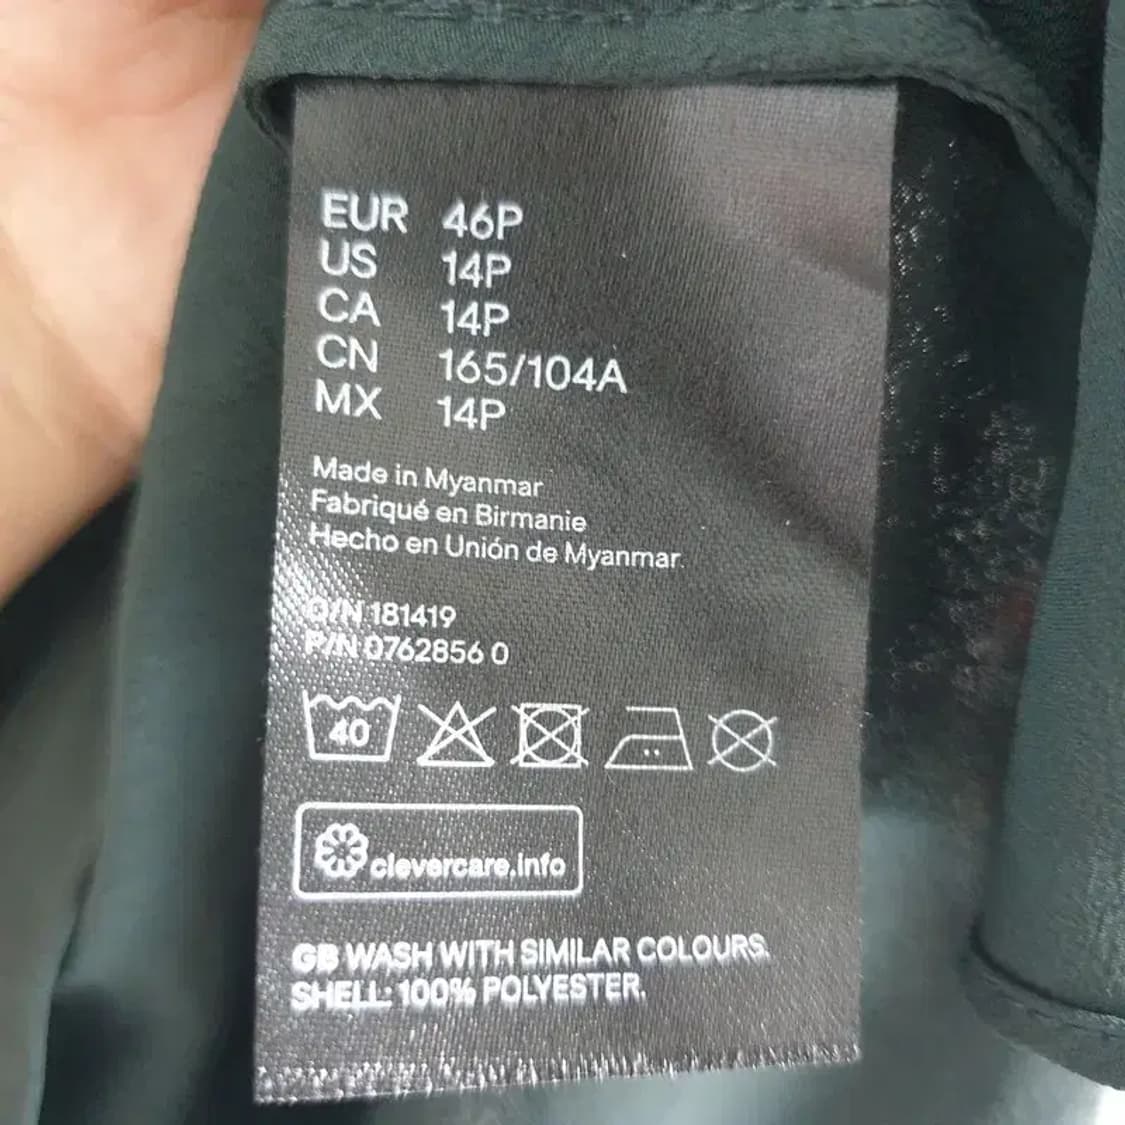 EUR 46P
US 14P
CA 14P
CN 165/104A
MX 14P
Made in Myanmar
Fabriqué en Birmanie
Hecho en Unión de Myanmar
O/N 181419
P/N 0762856 0
40
clevercare.info
GB WASH WITH SIMILAR COLOURS.
SHELL: 100% POLYESTER.